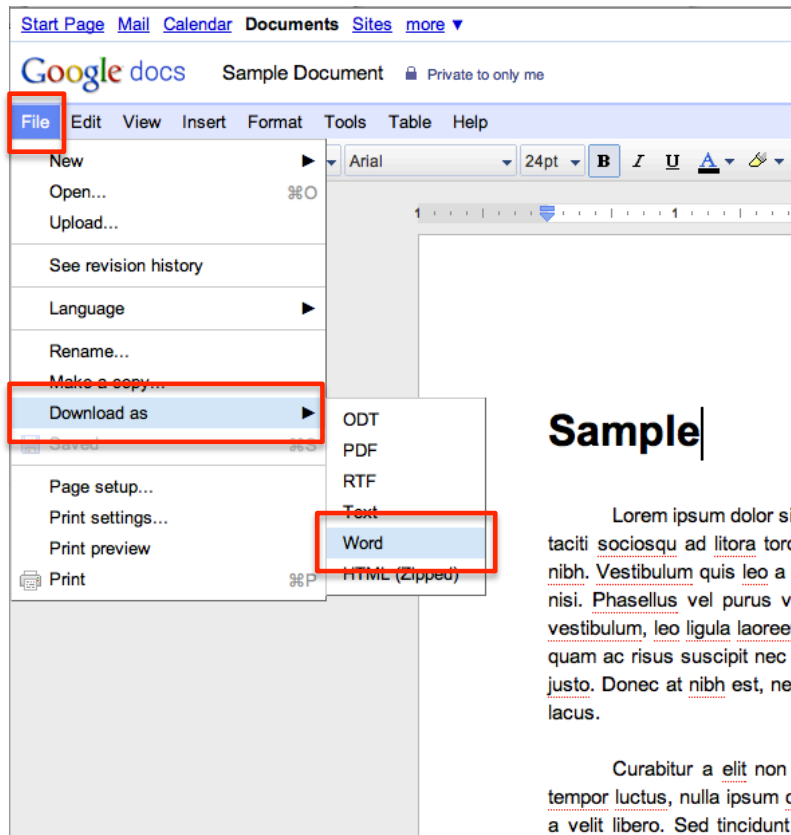 Start Page Mail Calendar Documents Sites more ▼
Google docs Sample Document Private to only me
File Edit View Insert Format Tools Table Help
New ▶
Arial 24pt B I U A
Open... ⌘O
Upload...
1 1
See revision history
Language ▶
Rename...
Make a copy...
Download as ▶
Saved ⌘S
Page setup...
Print settings...
Print preview
Print ⌘P
ODT
PDF
RTF
Text
Word
HTML (Zipped)
Sample
Lorem ipsum dolor si
taciti sociosqu ad litora torq
nibh. Vestibulum quis leo a
nisi. Phasellus vel purus v
vestibulum, leo ligula laoree
quam ac risus suscipit nec
justo. Donec at nibh est, ne
lacus.
Curabitur a elit non
tempor luctus, nulla ipsum
a velit libero. Sed tincidunt